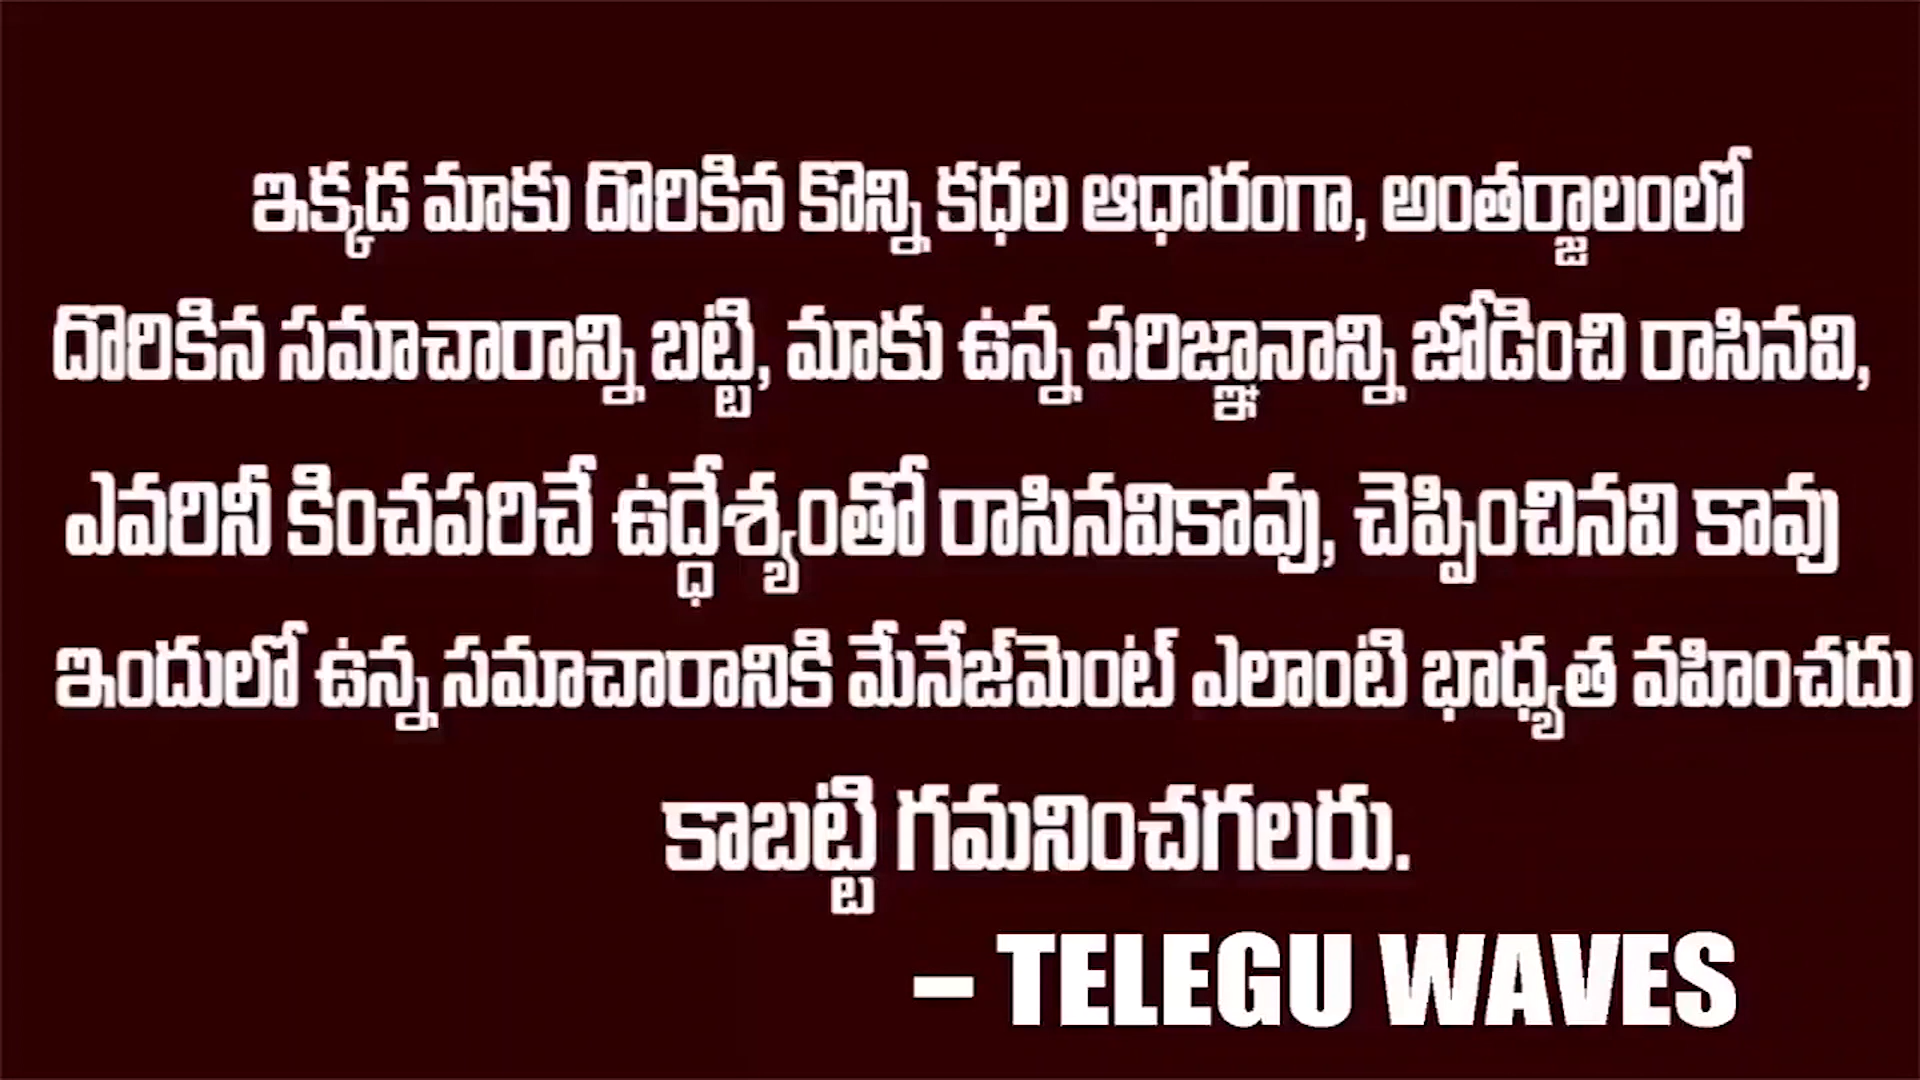 ఇక్కడ మాకు దొరికిన కొన్ని కధల ఆధారంగా, అంతర్జాలంలో
దొరికిన సమాచారాన్ని బట్టి, మాకు ఉన్న పరిజ్ఞానాన్ని జోడించి రాసినవి,
ఎవరినీ కించపరిచే ఉద్ధేశ్యంతో రాసినవికావు, చెప్పించినవి కావు
ఇందులో ఉన్న సమాచారానికి మేనేజ్‌మెంట్ ఎలాంటి భాధ్యత వహించదు
కాబట్టి గమనించగలరు.
– TELEGU WAVES